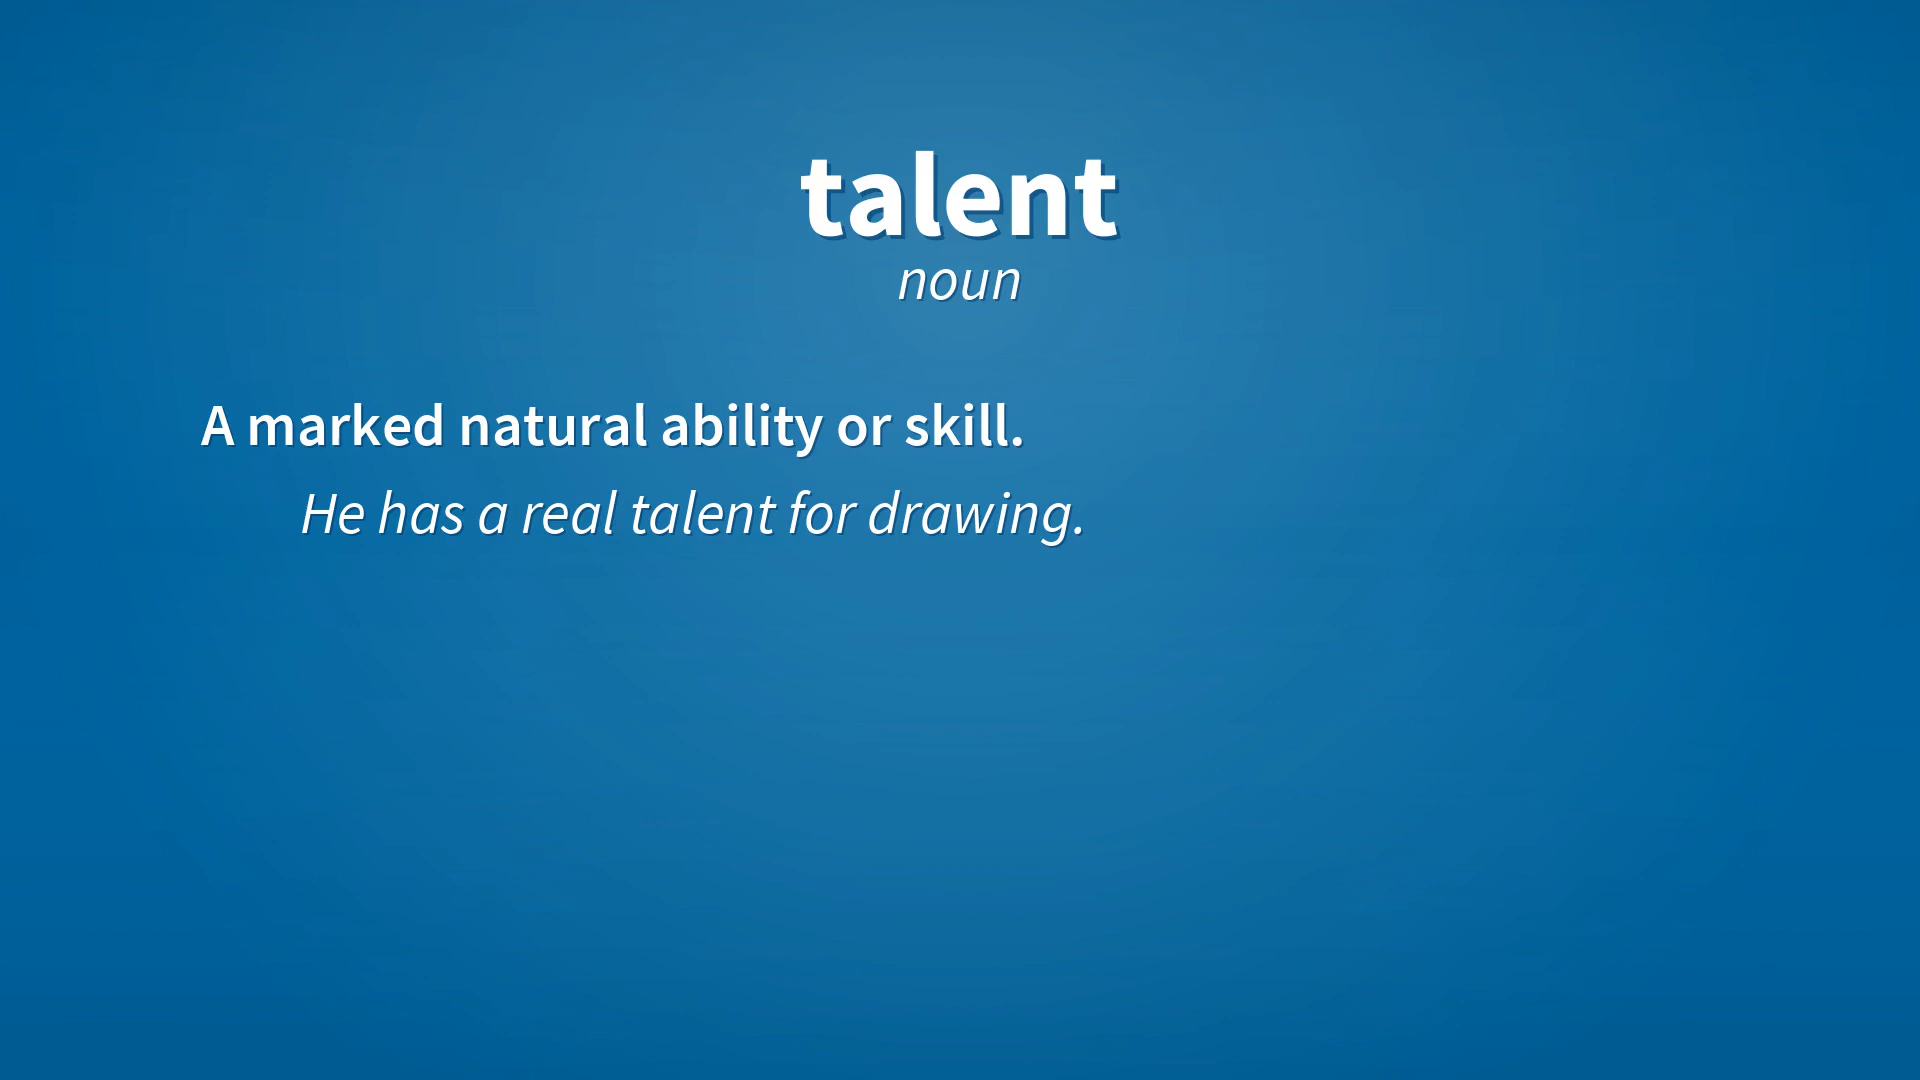 talent
noun
A marked natural ability or skill.
He has a real talent for drawing.